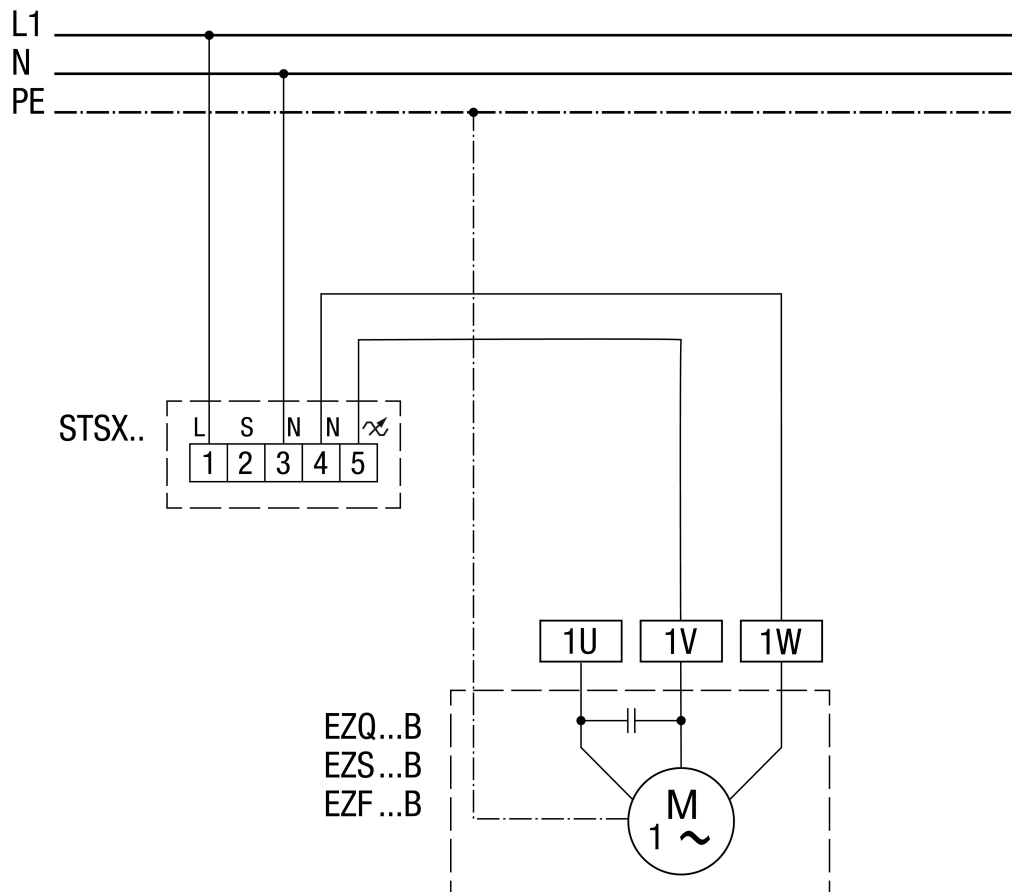 L1
N
PE
STSX..
L S N N
1 2 3 4 5
1U 1V 1W
EZQ...B
EZS...B
EZF...B
M
1 ~